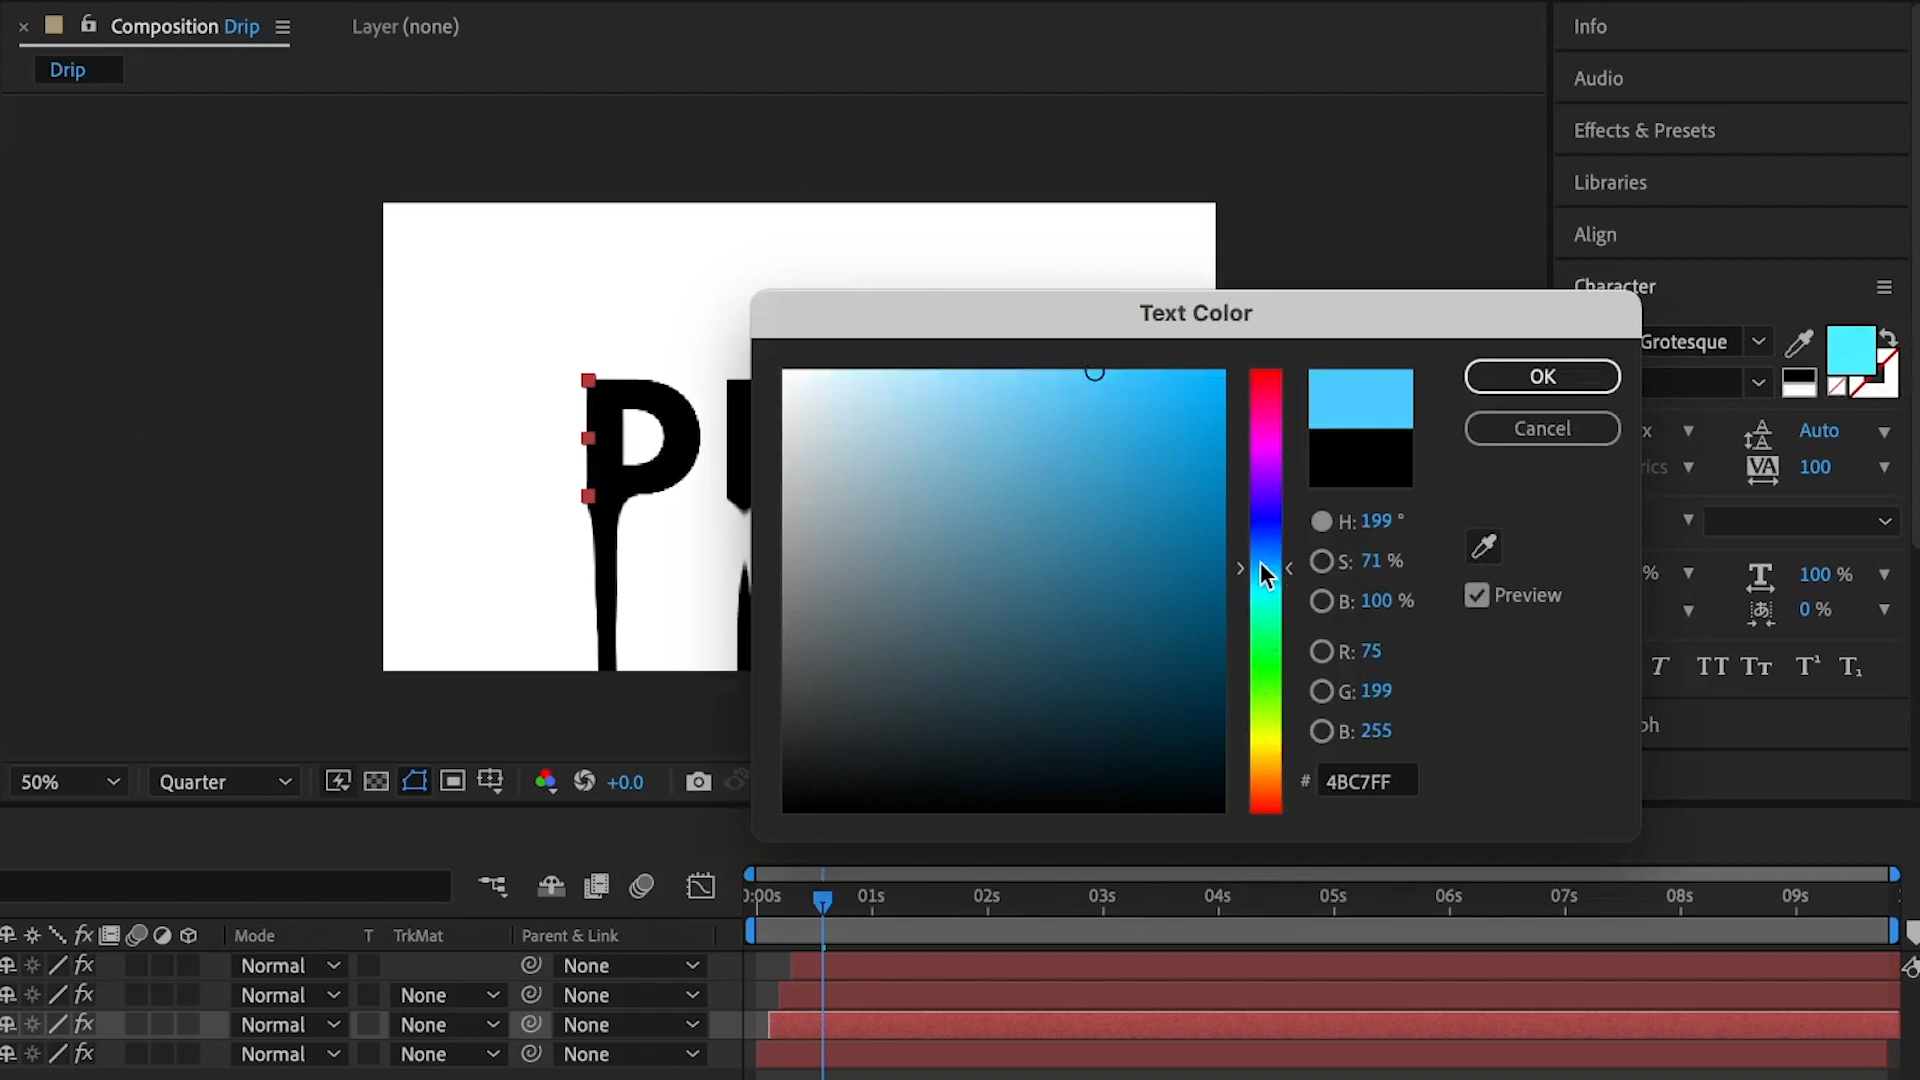 Composition Drip
Layer (none)
Drip
Info
Audio
Effects & Presets
Libraries
Align
Character
Text Color
Grotesque
OK
Cancel
Auto
100
H: 199 °
S: 71 %
B: 100 %
Preview
R: 75
G: 199
B: 255
# 4BC7FF
100 %
0 %
P
50%
Quarter
+0.0
0:00s 01s 02s 03s 04s 05s 06s 07s 08s 09s
Mode T TrkMat Parent & Link
Normal None
Normal None None
Normal None None
Normal None None